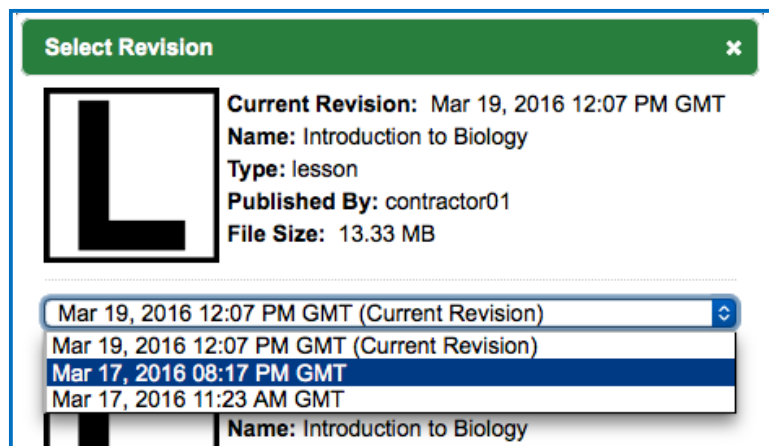 Select Revision ×
L
Current Revision: Mar 19, 2016 12:07 PM GMT
Name: Introduction to Biology
Type: lesson
Published By: contractor01
File Size: 13.33 MB
Mar 19, 2016 12:07 PM GMT (Current Revision)
Mar 19, 2016 12:07 PM GMT (Current Revision)
Mar 17, 2016 08:17 PM GMT
Mar 17, 2016 11:23 AM GMT
Name: Introduction to Biology